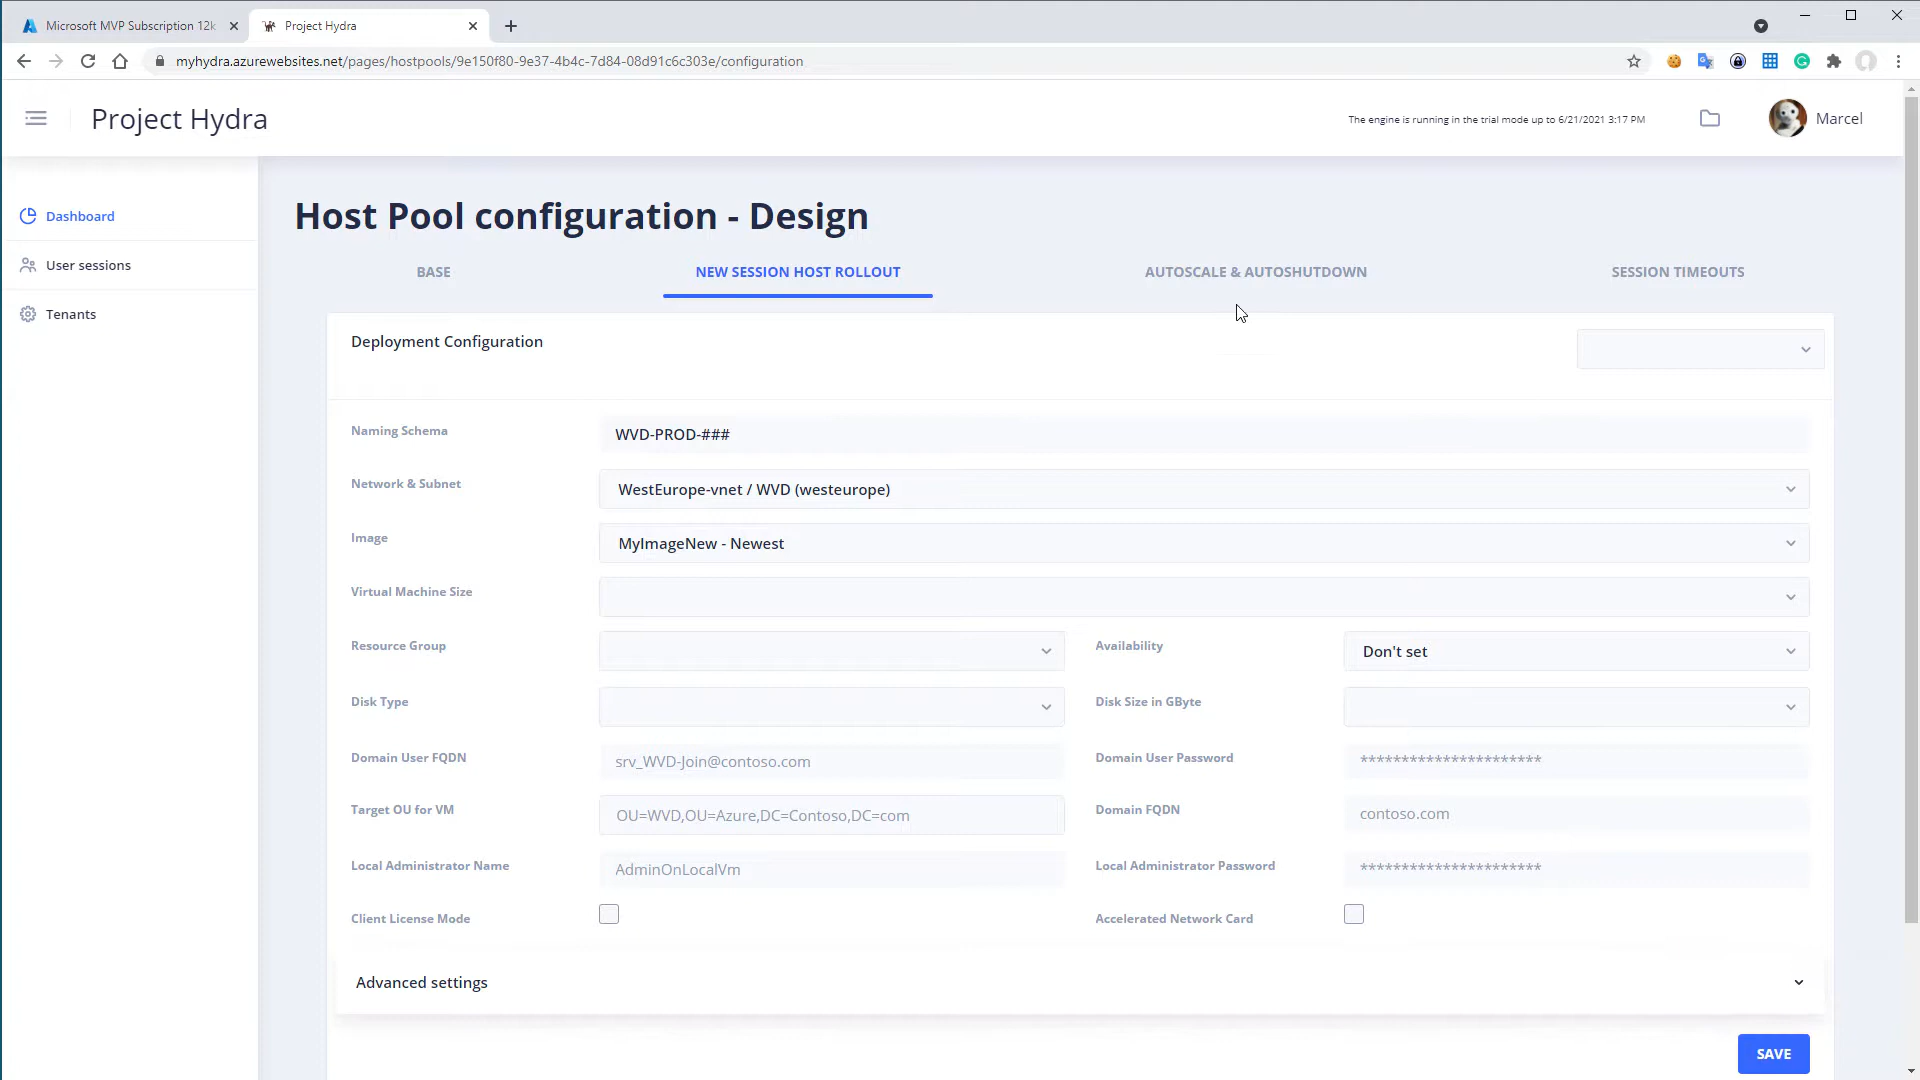 Microsoft MVP Subscription 12k
Project Hydra
myhydra.azurewebsites.net/pages/hostpools/9e150f80-9e37-4b4c-7d84-08d91c6c303e/configuration
Project Hydra
The engine is running in the trial mode up to 6/21/2021 3:17 PM
Marcel
Dashboard
User sessions
Tenants
Host Pool configuration - Design
BASE
NEW SESSION HOST ROLLOUT
AUTOSCALE & AUTOSHUTDOWN
SESSION TIMEOUTS
Deployment Configuration
Naming Schema
WVD-PROD-###
Network & Subnet
WestEurope-vnet / WVD (westeurope)
Image
MyImageNew - Newest
Virtual Machine Size
Resource Group
Availability
Don't set
Disk Type
Disk Size in GByte
Domain User FQDN
srv_WVD-Join@contoso.com
Domain User Password
**********************
Target OU for VM
OU=WVD,OU=Azure,DC=Contoso,DC=com
Domain FQDN
contoso.com
Local Administrator Name
AdminOnLocalVm
Local Administrator Password
**********************
Client License Mode
Accelerated Network Card
Advanced settings
SAVE